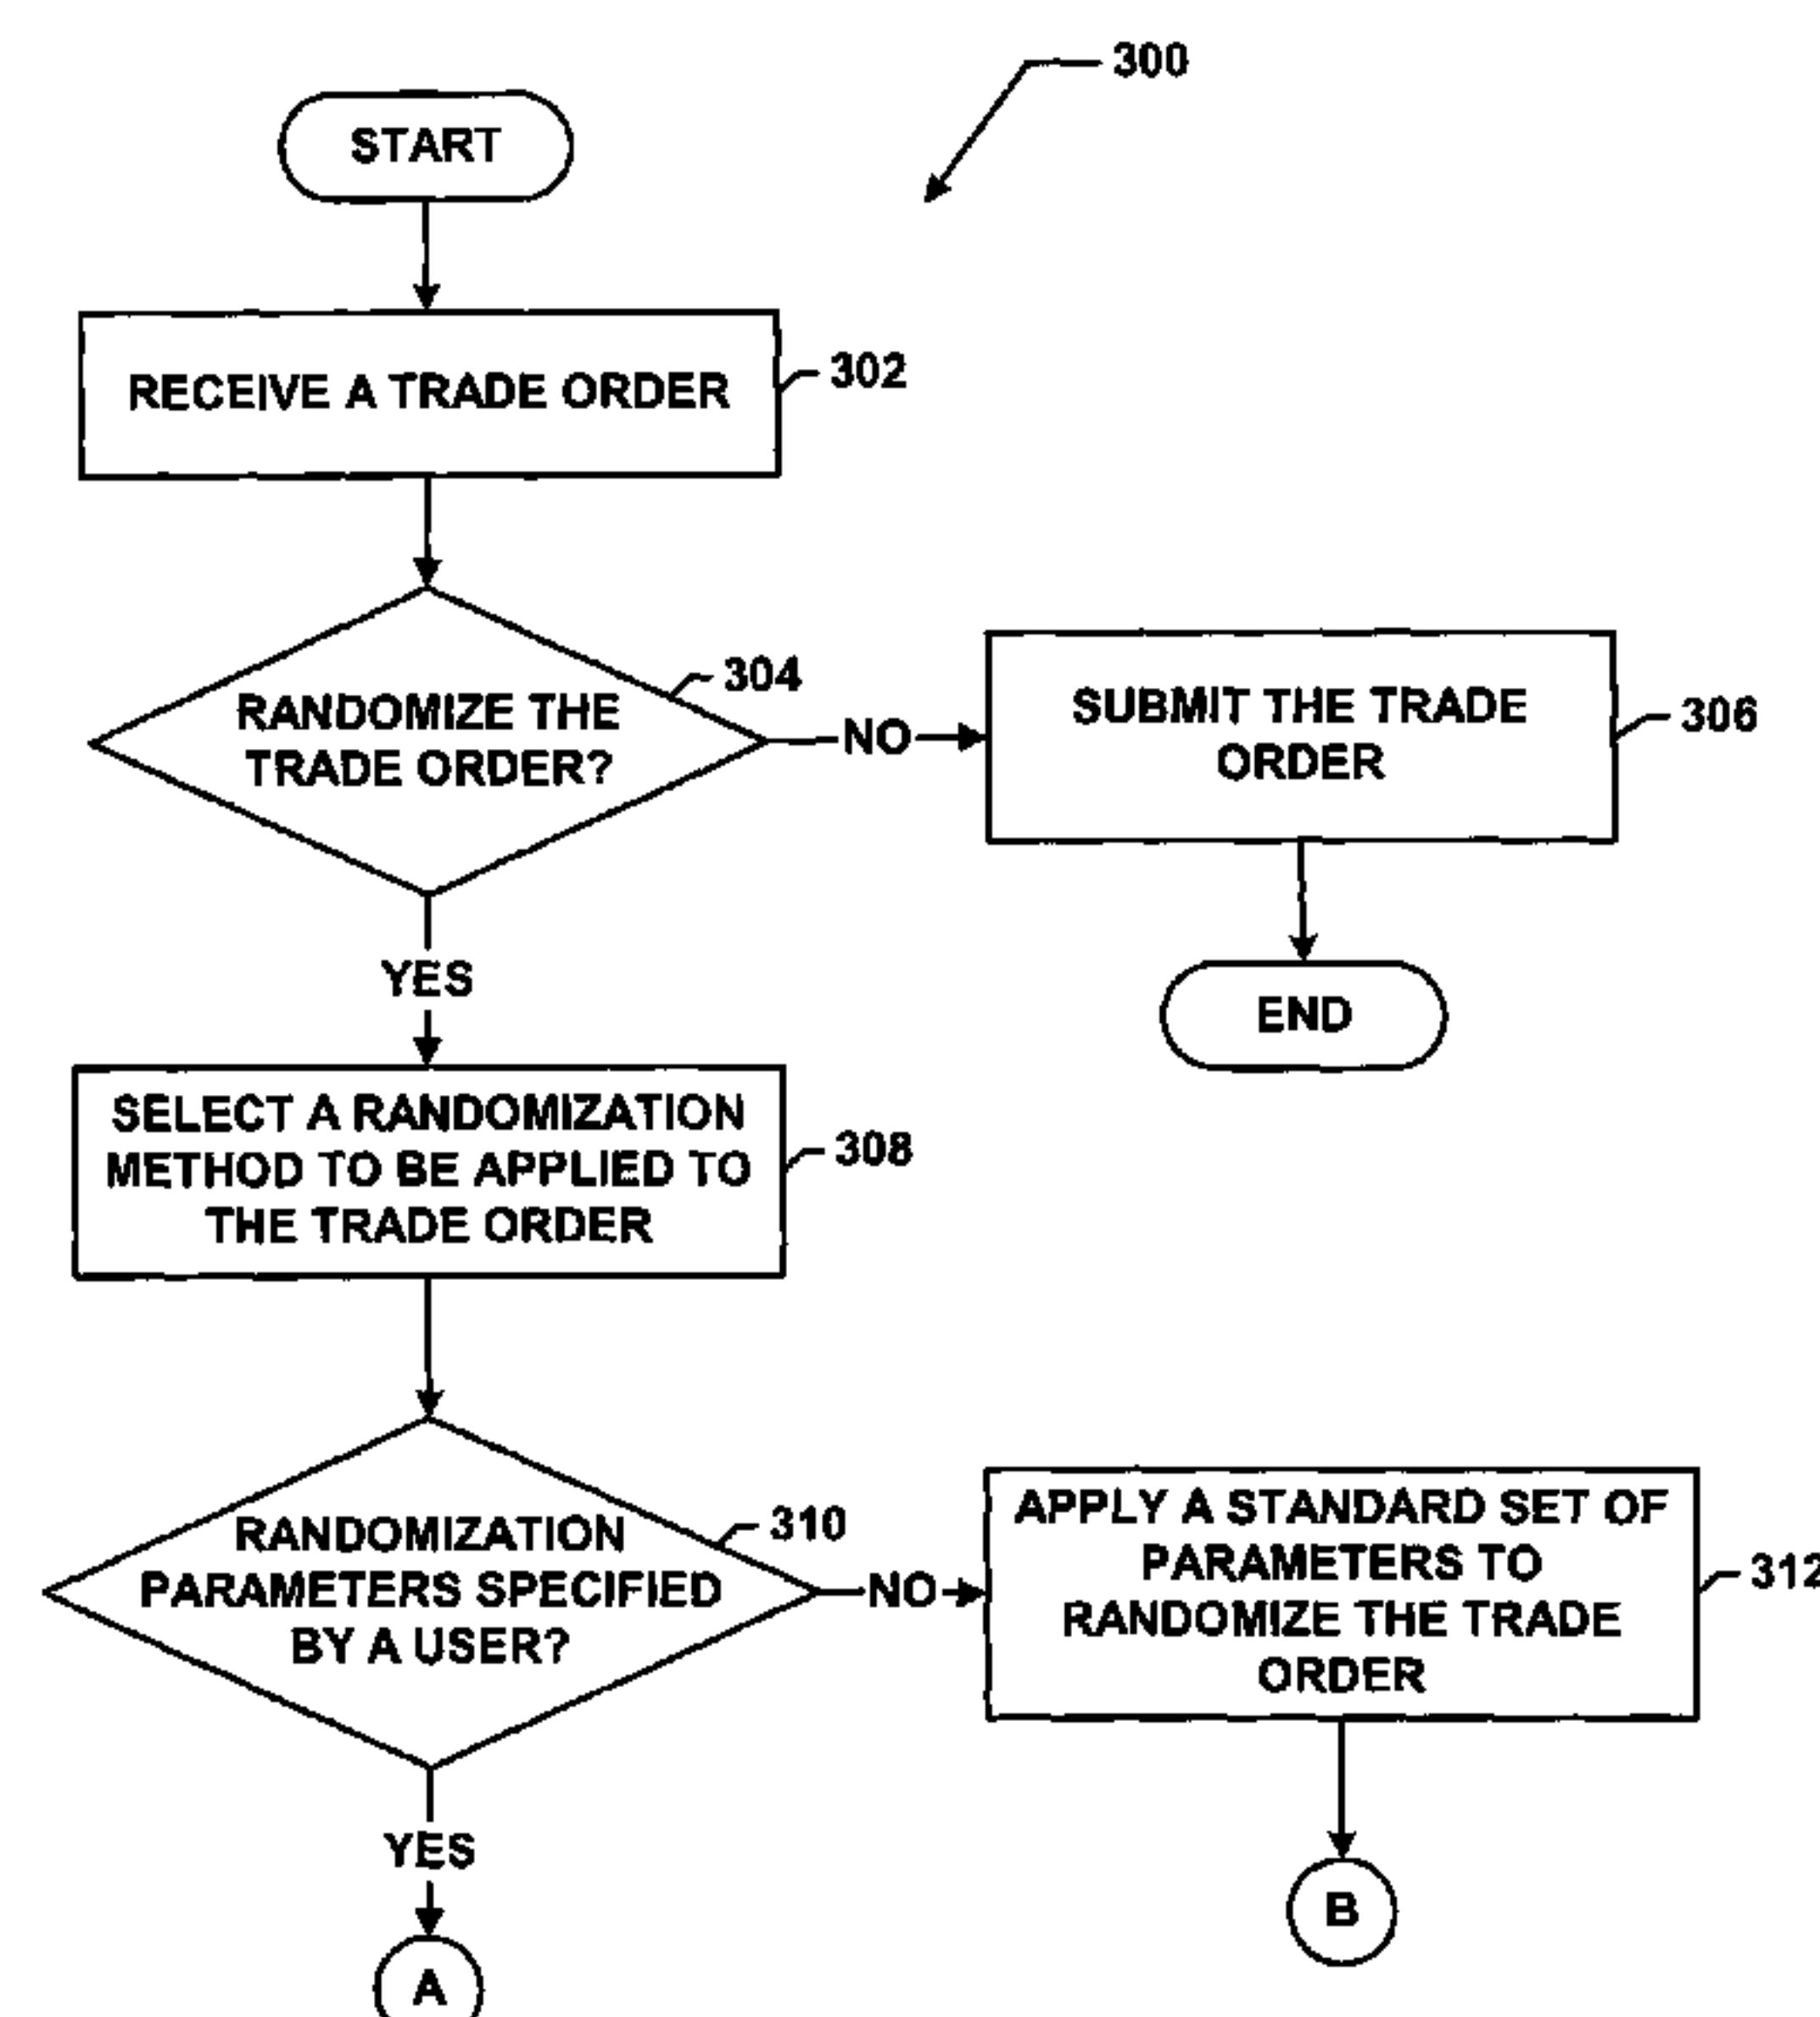 300
START
RECEIVE A TRADE ORDER
302
RANDOMIZE THE
TRADE ORDER?
304
NO
SUBMIT THE TRADE
ORDER
306
END
YES
SELECT A RANDOMIZATION
METHOD TO BE APPLIED TO
THE TRADE ORDER
308
RANDOMIZATION
PARAMETERS SPECIFIED
BY A USER?
310
NO
APPLY A STANDARD SET OF
PARAMETERS TO
RANDOMIZE THE TRADE
ORDER
312
B
YES
A